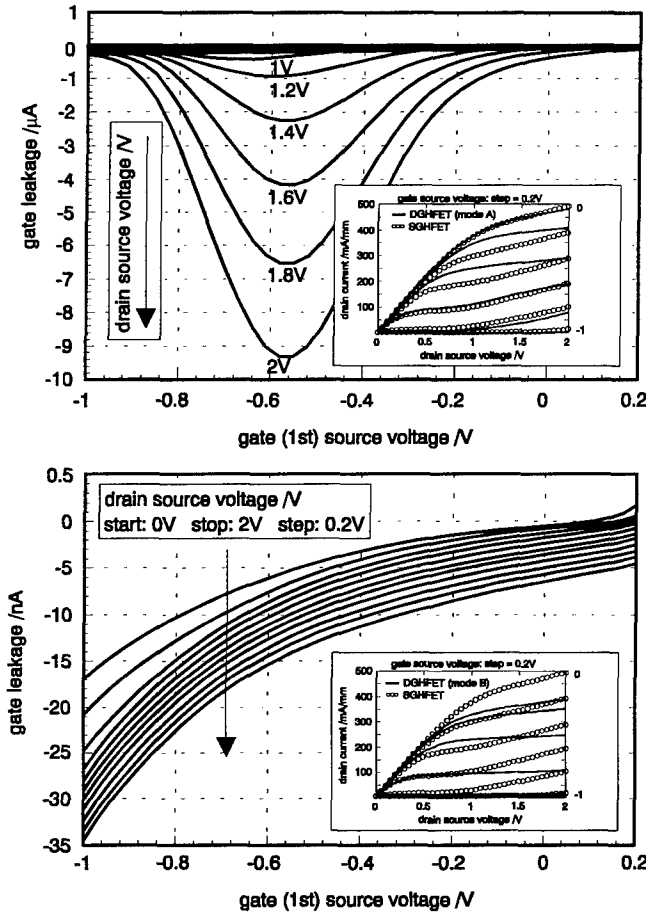 gate leakage /µA
1
0
-1
-2
-3
-4
-5
-6
-7
-8
-9
-10
drain source voltage /V
1V
1.2V
1.4V
1.6V
1.8V
2V
gate source voltage: step = 0.2V
DGHFET (mode A)
SGHFET
drain current /mA/mm
500
400
300
200
100
0
-1
0 0.5 1 1.5 2
drain source voltage /V
-1 -0.8 -0.6 -0.4 -0.2 0 0.2
gate (1st) source voltage /V
gate leakage /nA
0.5
0
-5
-10
-15
-20
-25
-30
-35
drain source voltage /V
start: 0V stop: 2V step: 0.2V
gate source voltage: step = 0.2V
DGHFET (mode B)
SGHFET
drain current /mA/mm
500
400
300
200
100
0
-1
0 0.5 1 1.5 2
drain source voltage /V
-1 -0.8 -0.6 -0.4 -0.2 0 0.2
gate (1st) source voltage /V